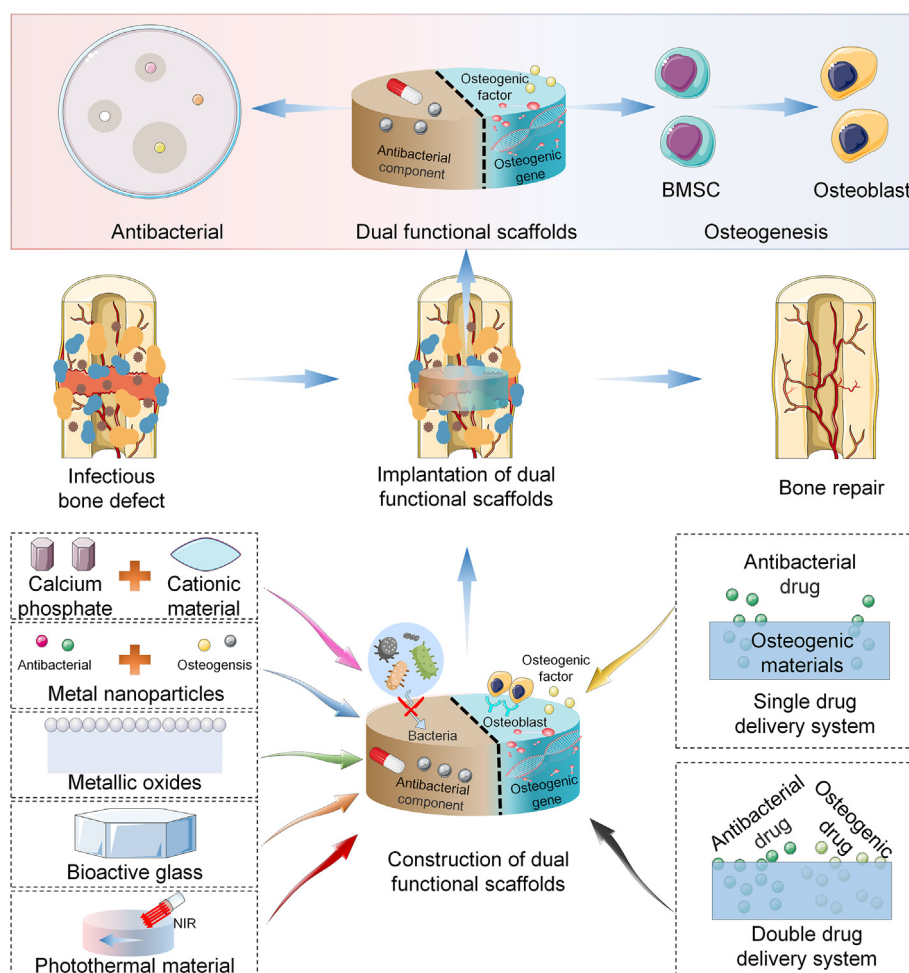 Osteogenic
factor
Antibacterial
component
Osteogenic
gene
BMSC
Osteoblast
Antibacterial
Dual functional scaffolds
Osteogenesis
Infectious
bone defect
Implantation of dual
functional scaffolds
Bone repair
Calcium
phosphate
Cationic
material
Antibacterial
Osteogensis
Metal nanoparticles
Metallic oxides
Bioactive glass
NIR
Photothermal material
Osteogenic
factor
Osteoblast
Bacteria
Antibacterial
component
Osteogenic
gene
Construction of dual
functional scaffolds
Antibacterial
drug
Osteogenic
materials
Single drug
delivery system
Antibacterial
drug
Osteogenic
drug
Double drug
delivery system